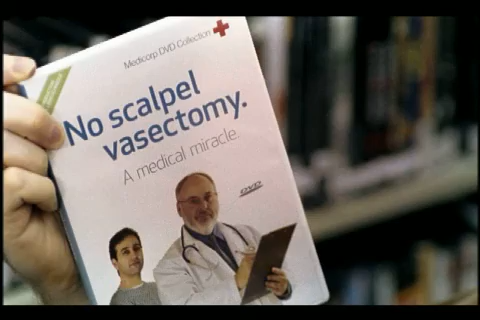 Medicorp DVD Collection
No scalpel
vasectomy.
A medical miracle.
DVD